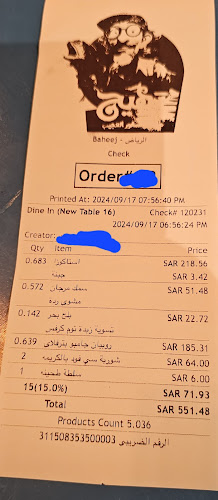 Baheej - الرياض
Check
Order#
Printed At: 2024/09/17 07:56:40 PM
Dine In (New Table 16) Check# 120231
2024/09/17 06:56:24 PM
Creator:
Qty Item Price
0.683 استاكوزا SAR 218.56
جبنه SAR 3.42
0.572 سمك مرجان SAR 51.48
مشوي رده
0.142 بلح بحر SAR 22.72
تسويه زبدة ثوم كرفس
0.639 روبيان جامبو بترفلاي SAR 185.31
2 شوربة سي فود بالكريمه SAR 64.00
1 سلطة طحينة SAR 6.00
15(15.0%) SAR 71.93
Total SAR 551.48
Products Count 5.036
الرقم الضريبي 311508353500003